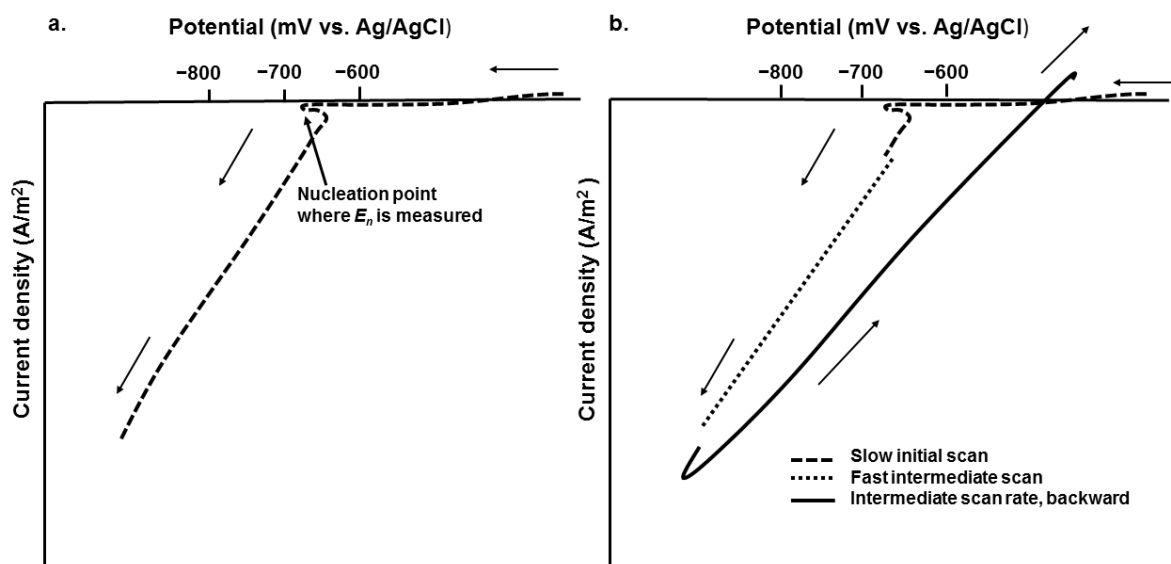 a.
Potential (mV vs. Ag/AgCl)
−800 −700 −600
Current density (A/m²)
Nucleation point
where Eₙ is measured
b.
Potential (mV vs. Ag/AgCl)
−800 −700 −600
Current density (A/m²)
Slow initial scan
Fast intermediate scan
Intermediate scan rate, backward